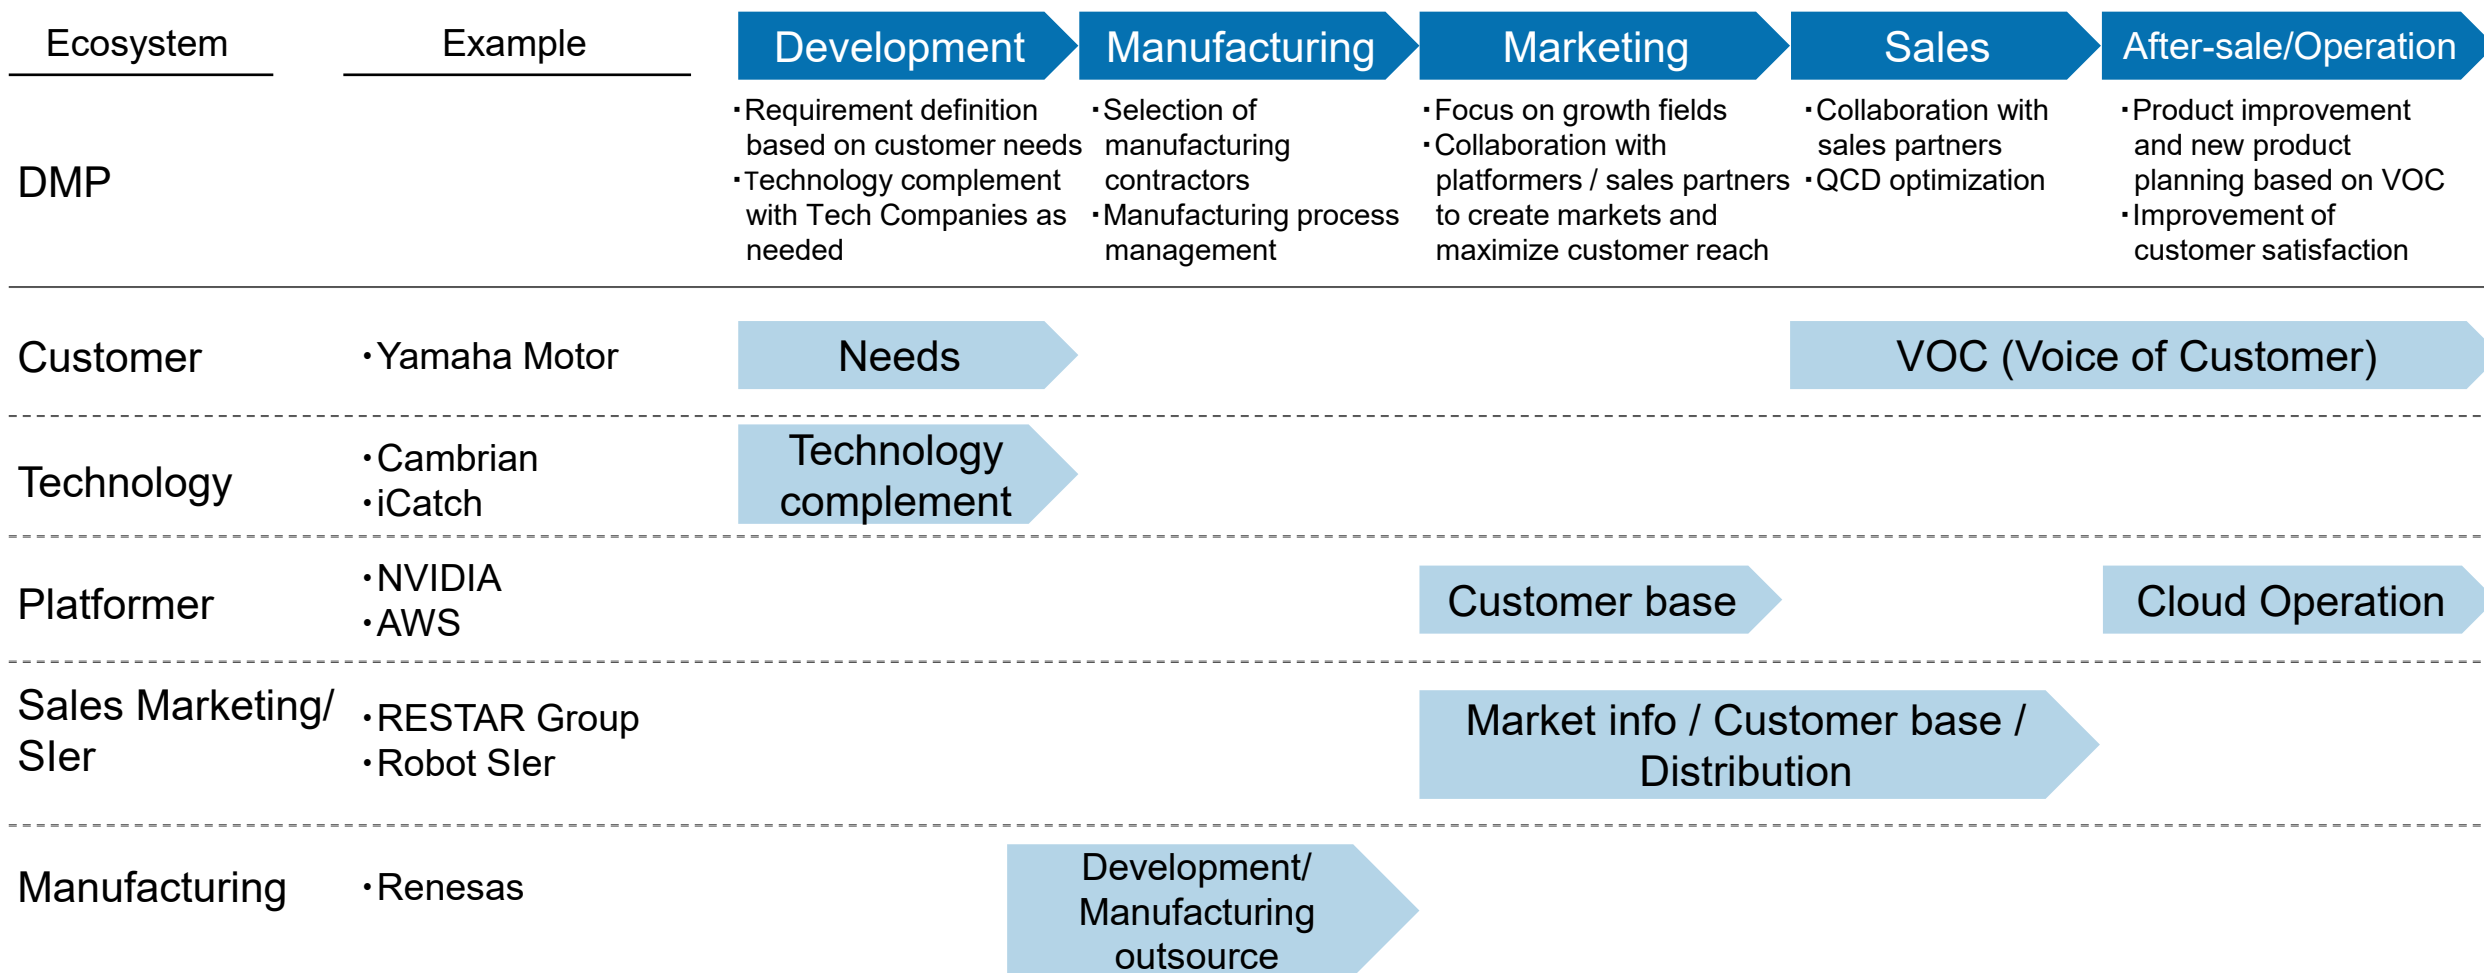 Ecosystem
Example
Development
Manufacturing
Marketing
Sales
After-sale/Operation
DMP
・Requirement definition
based on customer needs
・Technology complement
with Tech Companies as
needed
・Selection of
manufacturing
contractors
・Manufacturing process
management
・Focus on growth fields
・Collaboration with
platformers / sales partners
to create markets and
maximize customer reach
・Collaboration with
sales partners
・QCD optimization
・Product improvement
and new product
planning based on VOC
・Improvement of
customer satisfaction
Customer
・Yamaha Motor
Needs
VOC (Voice of Customer)
Technology
・Cambrian
・iCatch
Technology
complement
Platformer
・NVIDIA
・AWS
Customer base
Cloud Operation
Sales Marketing/
SIer
・RESTAR Group
・Robot SIer
Market info / Customer base /
Distribution
Manufacturing
・Renesas
Development/
Manufacturing
outsource